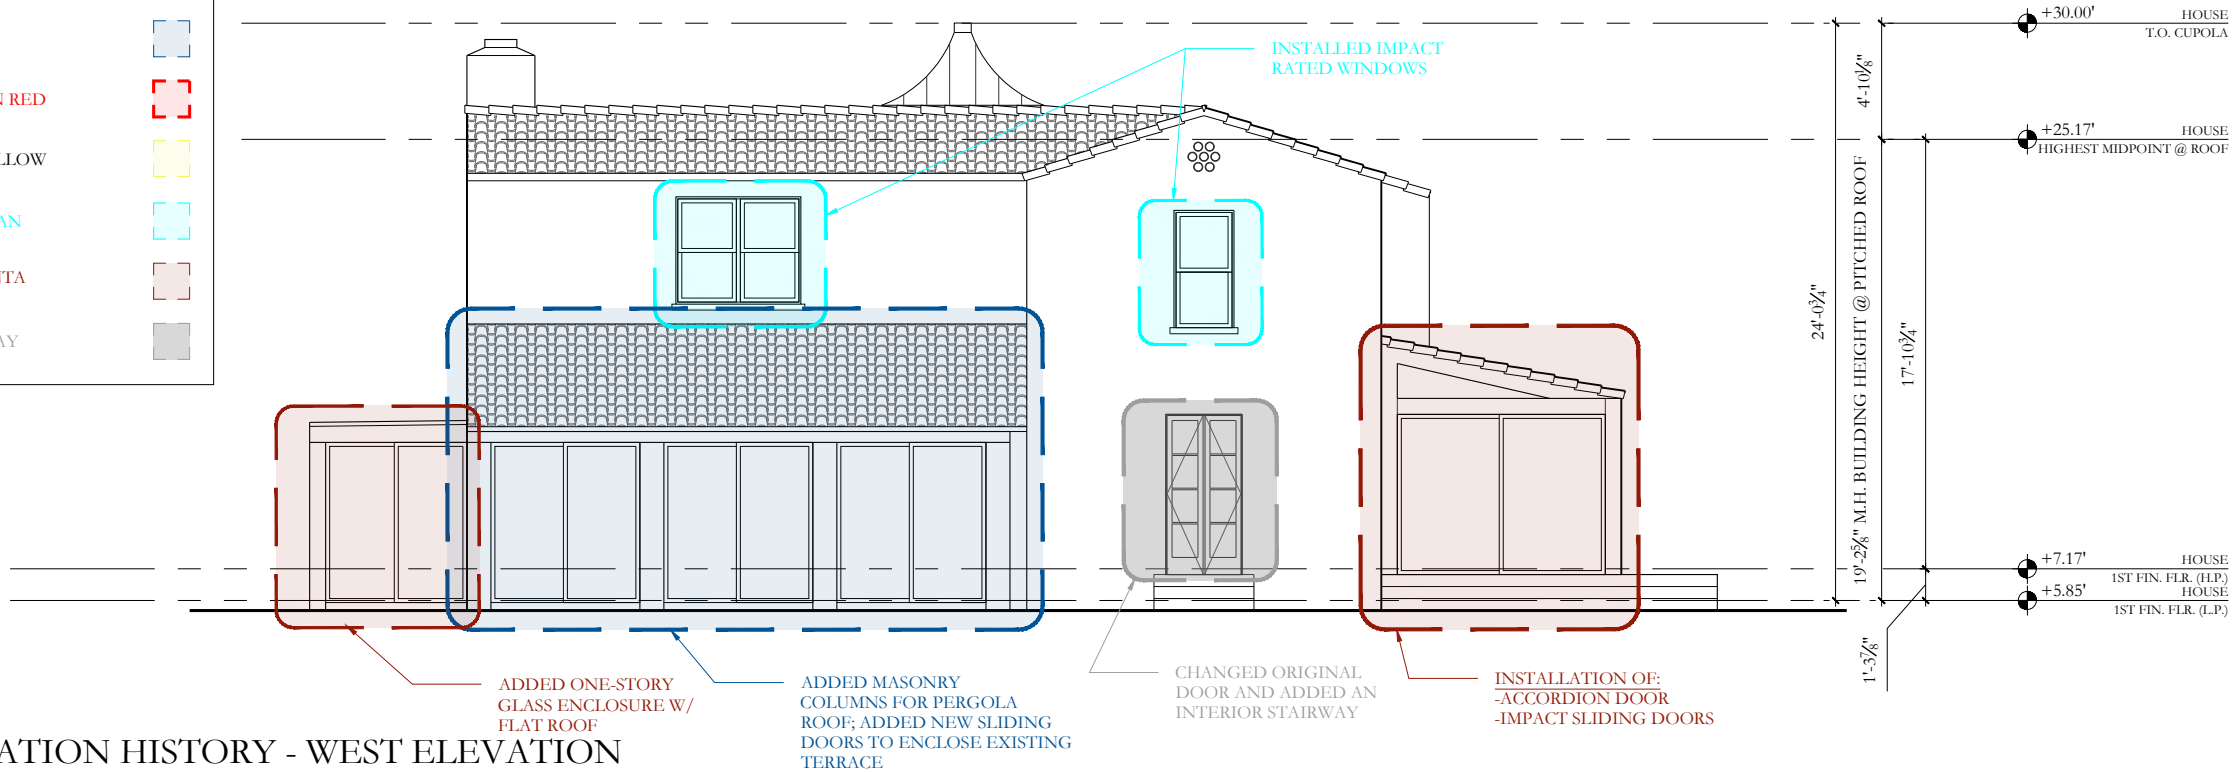 N RED
LLOW
AN
NTA
AY
INSTALLED IMPACT
RATED WINDOWS
+30.00' HOUSE
T.O. CUPOLA
4'-10⅛"
+25.17' HOUSE
HIGHEST MIDPOINT @ ROOF
24'-0¾"
19'-2⅝" M.H. BUILDING HEIGHT @ PITCHED ROOF
17'-10¾"
+7.17' HOUSE
1ST FIN. FLR. (H.P.)
+5.85' HOUSE
1ST FIN. FLR. (L.P.)
1'-3⅞"
ADDED ONE-STORY
GLASS ENCLOSURE W/
FLAT ROOF
ADDED MASONRY
COLUMNS FOR PERGOLA
ROOF; ADDED NEW SLIDING
DOORS TO ENCLOSE EXISTING
TERRACE
CHANGED ORIGINAL
DOOR AND ADDED AN
INTERIOR STAIRWAY
INSTALLATION OF:
-ACCORDION DOOR
-IMPACT SLIDING DOORS
ATION HISTORY - WEST ELEVATION